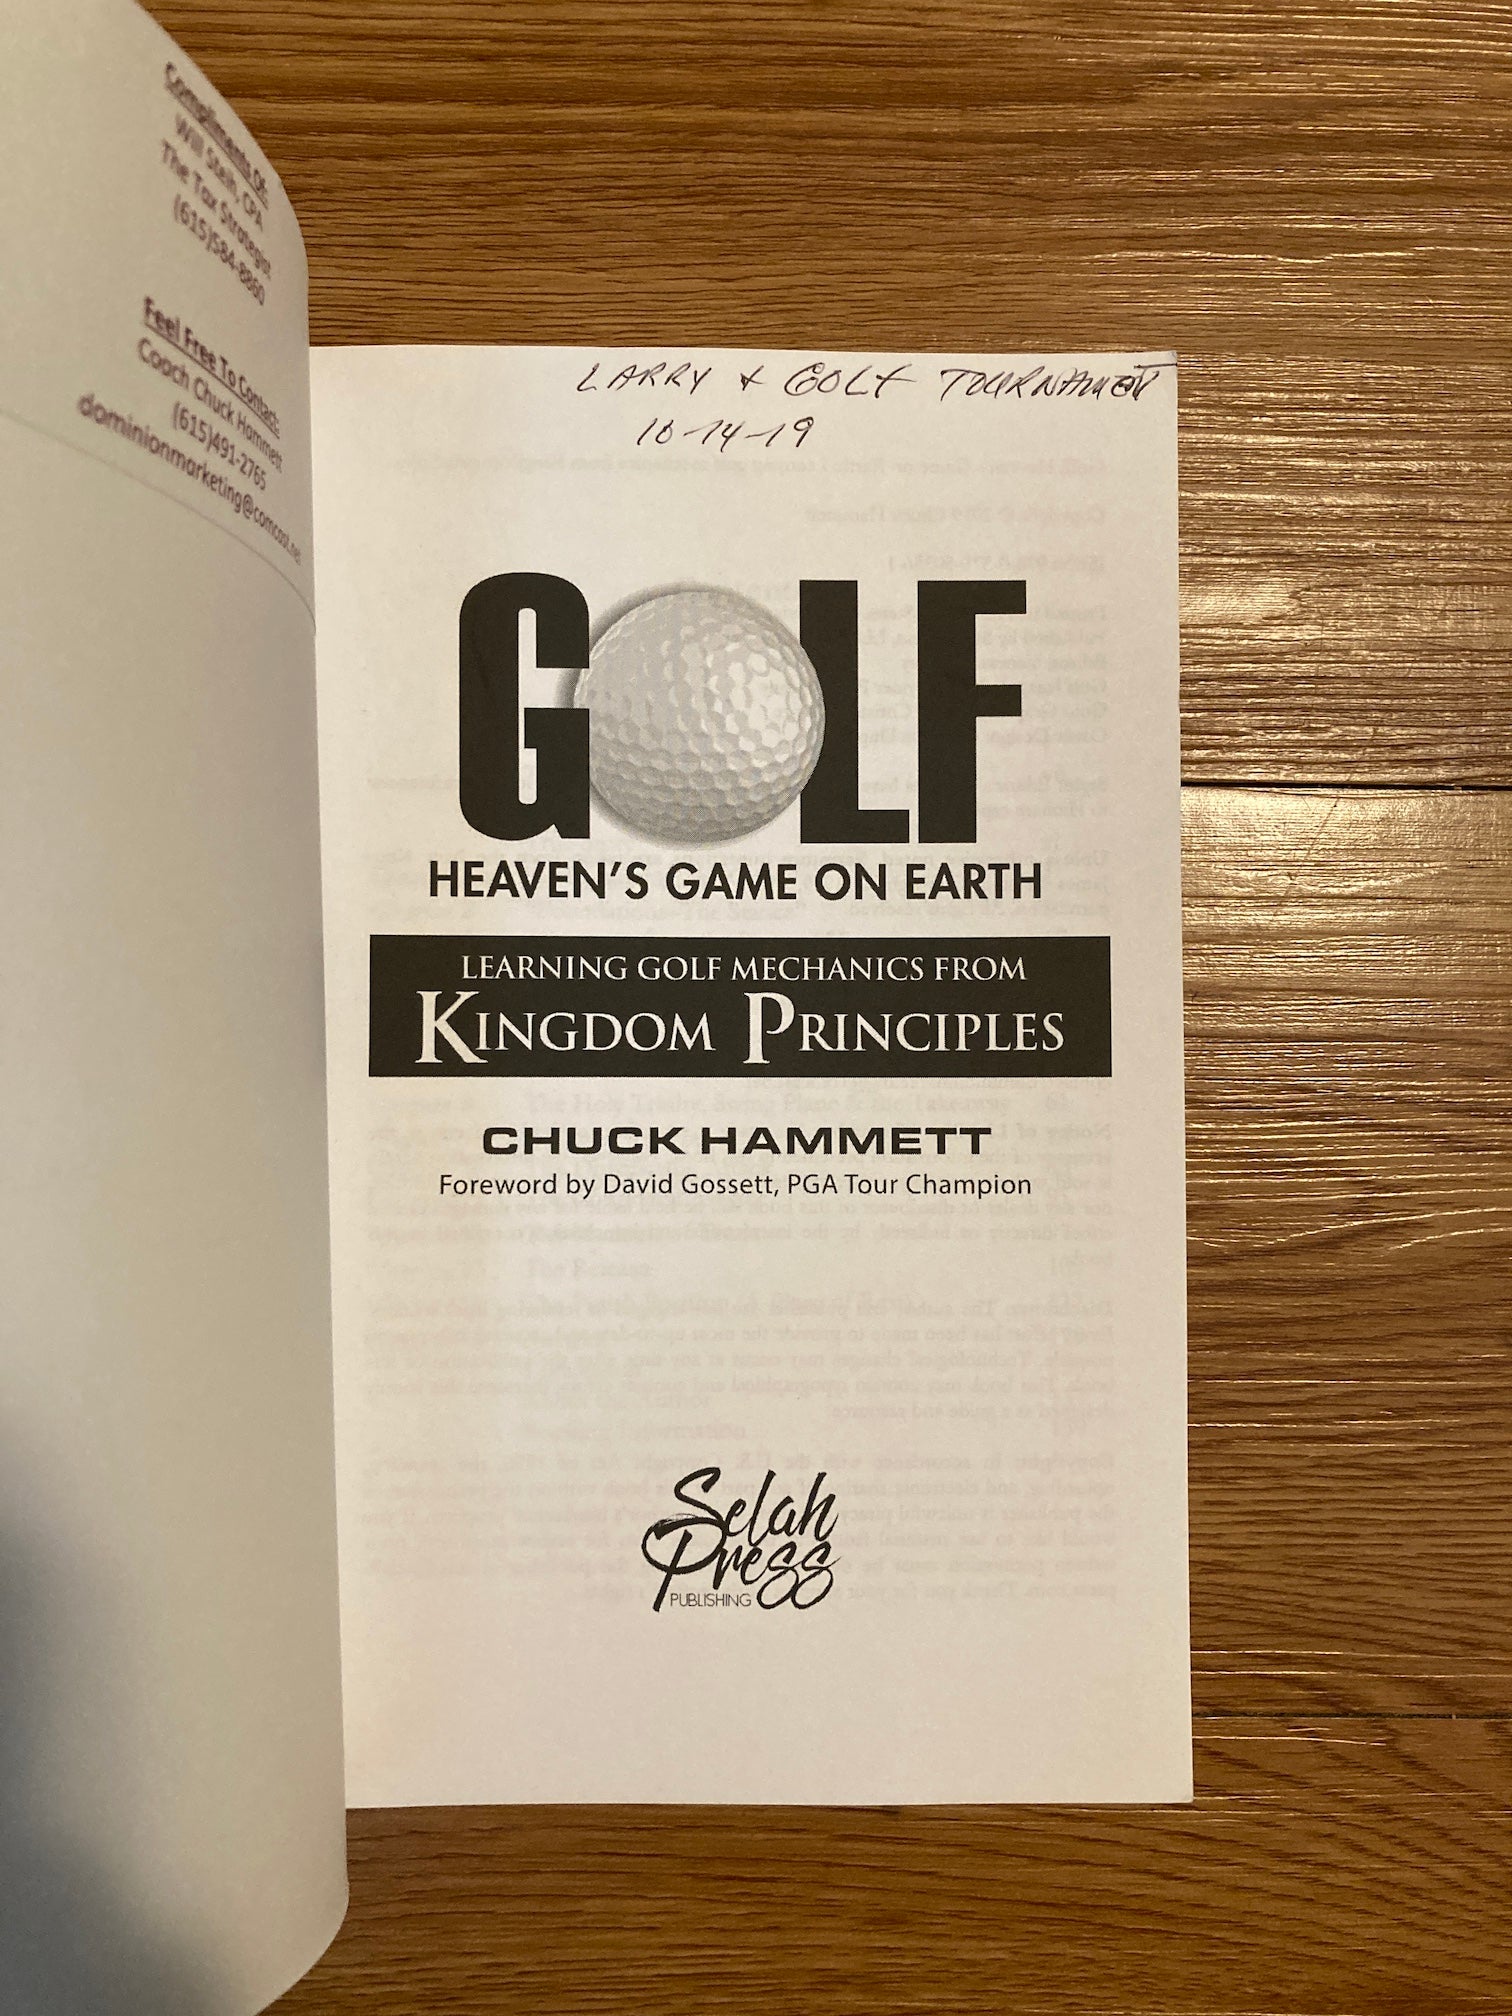 Compliments Of:
Will Stein, CPA
The Tax Strategist
(615)584-8860
Feel Free To Contact:
Coach Chuck Hammett
(615)491-2765
dominionmarketing@comcast.net
LARRY & GOLF TOURNAMENT
10-14-19
GOLF
HEAVEN'S GAME ON EARTH
LEARNING GOLF MECHANICS FROM
KINGDOM PRINCIPLES
CHUCK HAMMETT
Foreword by David Gossett, PGA Tour Champion
Selah
Press
PUBLISHING